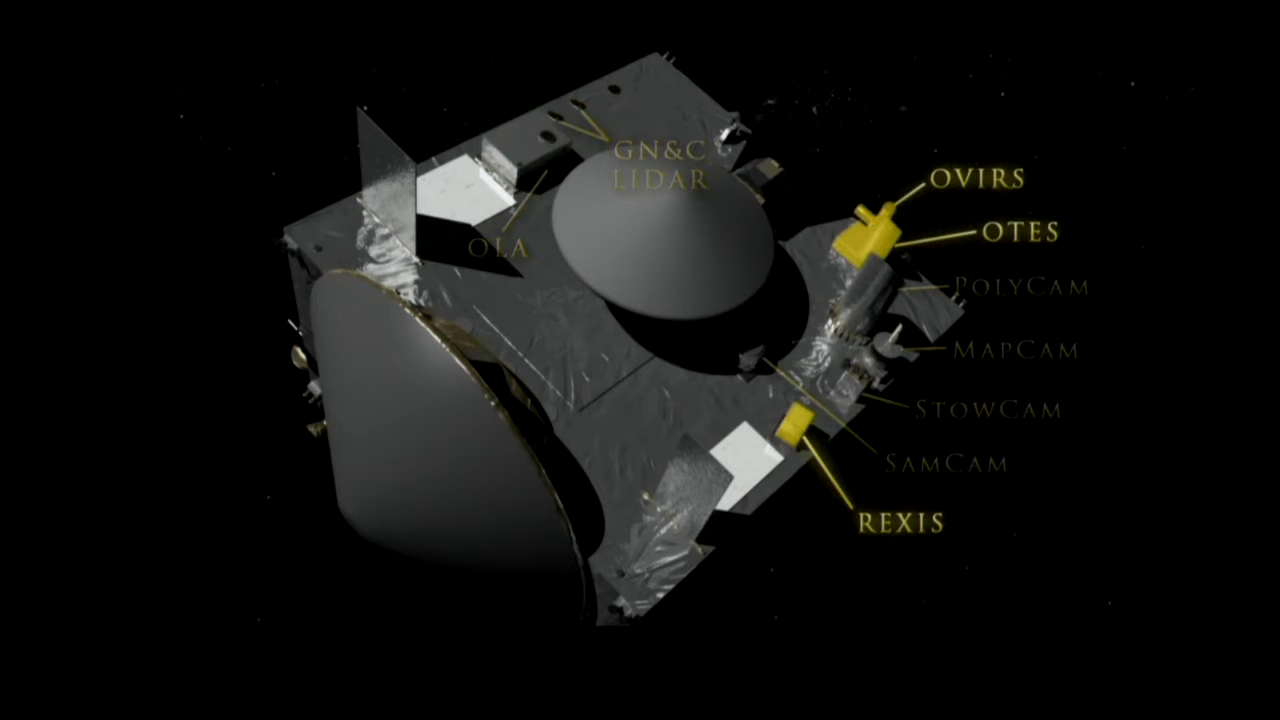 GN&C
LIDAR
OVIRS
OTES
OLA
POLYCAM
MAPCAM
STOWCAM
SAMCAM
REXIS